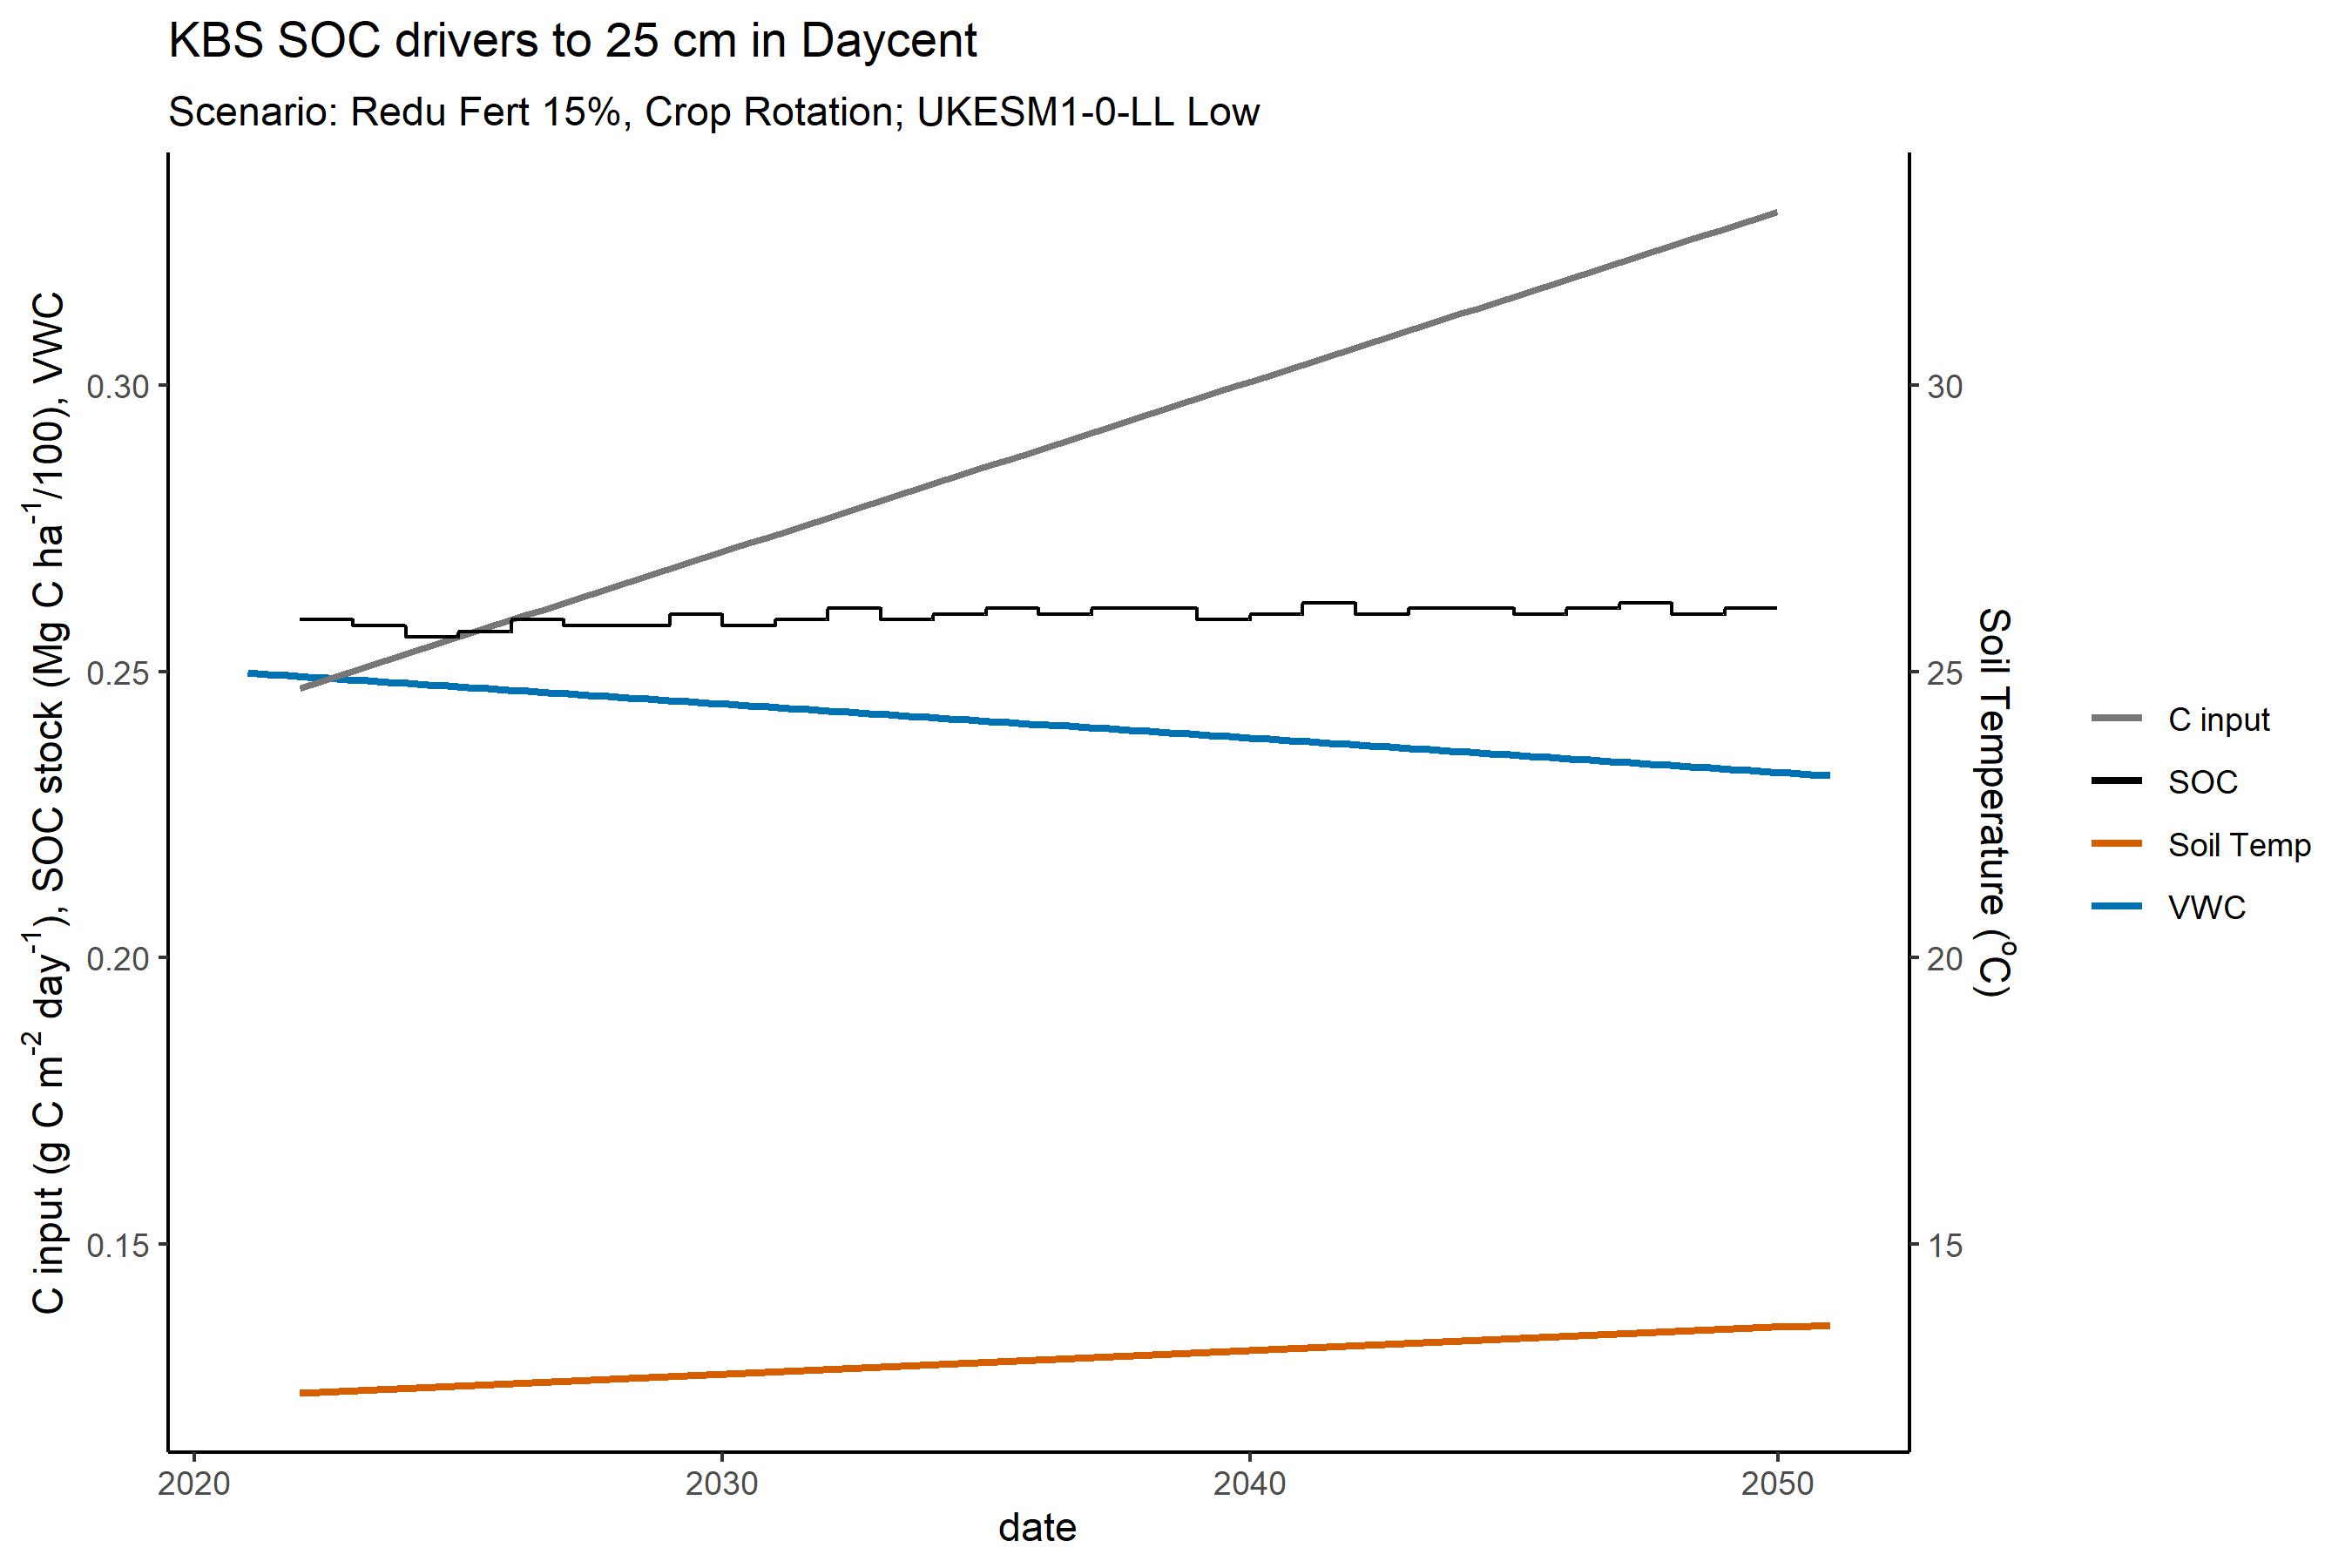 KBS SOC drivers to 25 cm in Daycent
Scenario: Redu Fert 15%, Crop Rotation; UKESM1-0-LL Low
C input (g C m⁻² day⁻¹), SOC stock (Mg C ha⁻¹/100), VWC
0.30
0.25
0.20
0.15
30
25
20
15
Soil Temperature (ᵒC)
C input
SOC
Soil Temp
VWC
2020
2030
2040
2050
date